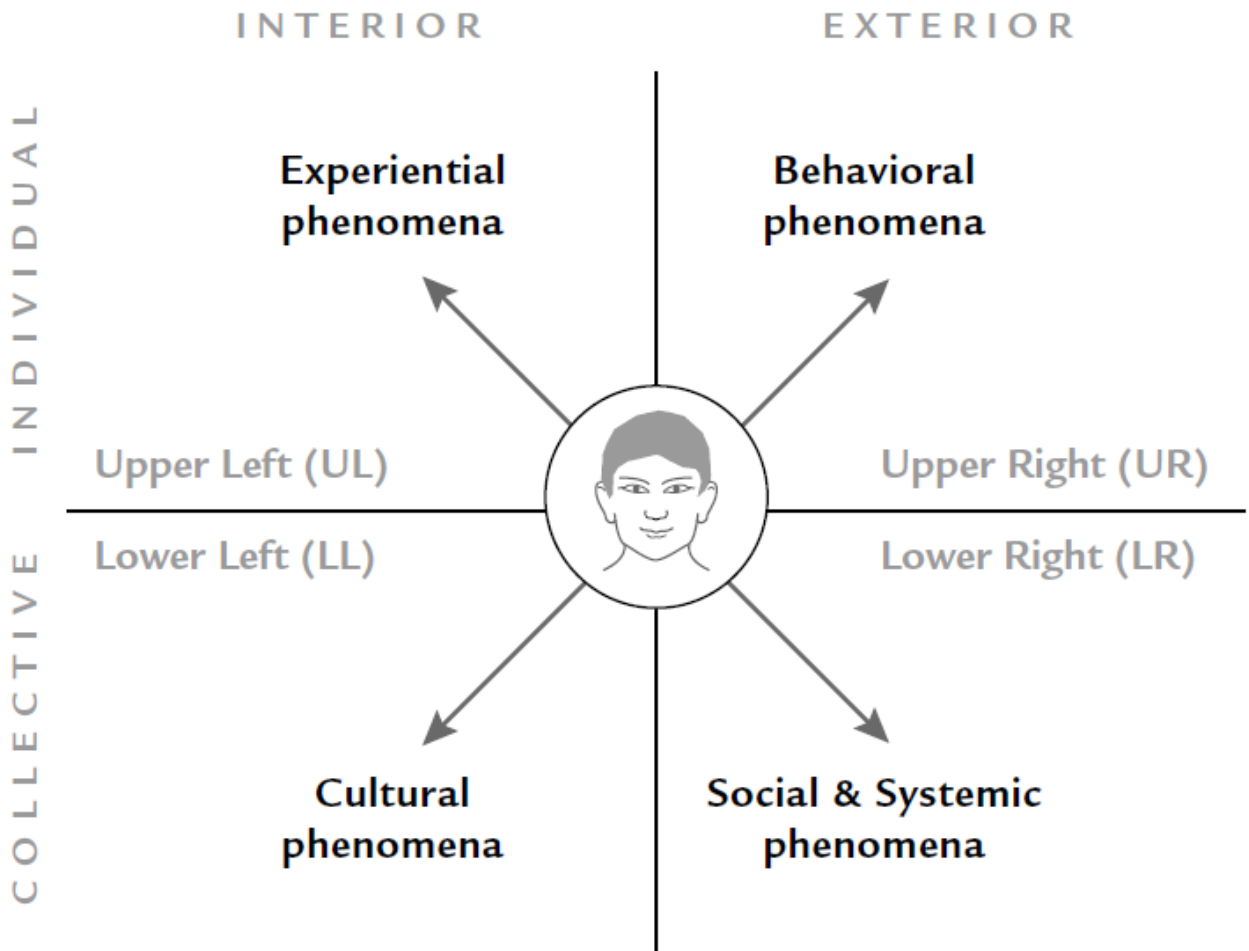 INTERIOR
EXTERIOR
INDIVIDUAL
COLLECTIVE
Experiential
phenomena
Behavioral
phenomena
Upper Left (UL)
Upper Right (UR)
Lower Left (LL)
Lower Right (LR)
Cultural
phenomena
Social & Systemic
phenomena